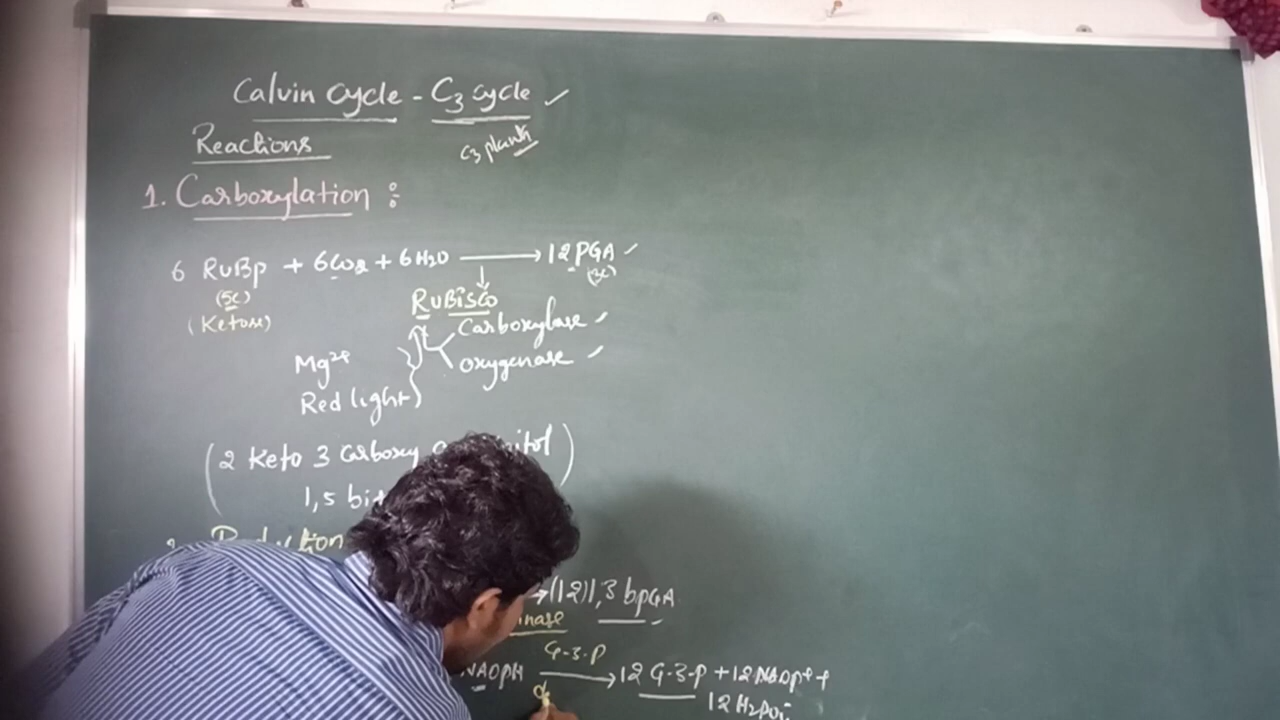 Calvin cycle - C3 cycle ✓
Reactions
C3 plants
1. Carboxylation :
6 RuBp + 6CO2 + 6H2O ⟶ 12 PGA ✓
(5c) (3c)
(Ketose) RUBISCO
Carboxylase ✓
Mg2+ oxygenase ✓
Red light
(2 Keto 3 carboxy
1,5 bi
Reduction
→ (12) 1,3 bpGA
G-3-P
NADPH ⟶ 12 G-3-P + 12 NADP+ +
12 H2PO4